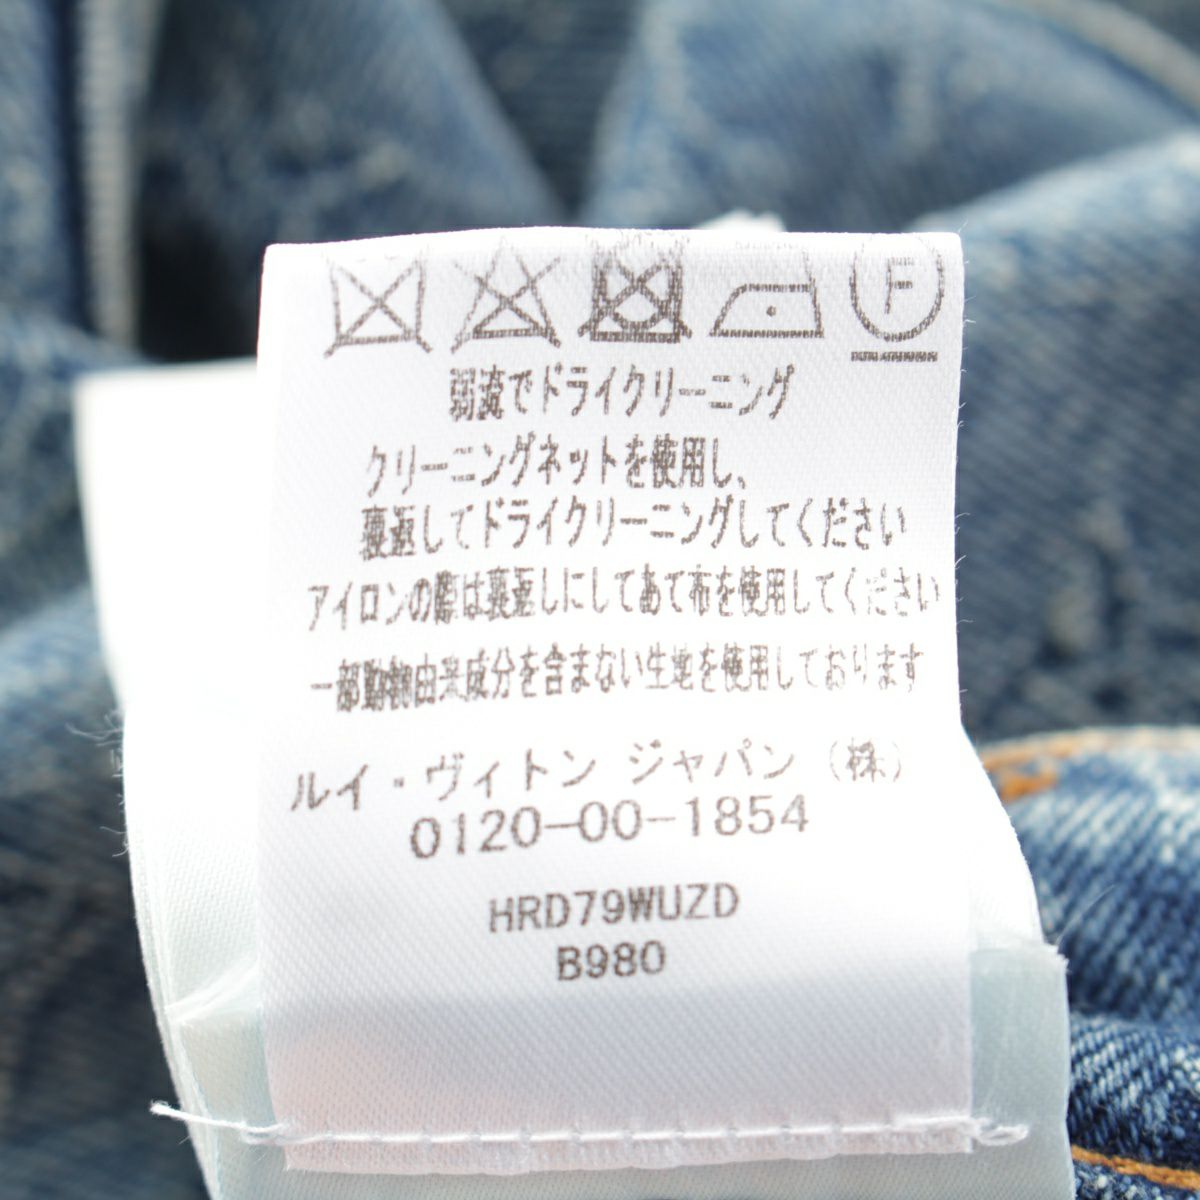 F
弱流でドライクリーニング
クリーニングネットを使用し、
裏返してドライクリーニングしてください
アイロンの際は裏返しにしてあて布を使用してください
一部動物由来成分を含まない生地を使用しております
ルイ・ヴィトン ジャパン (株)
0120-00-1854
HRD79WUZD
B980